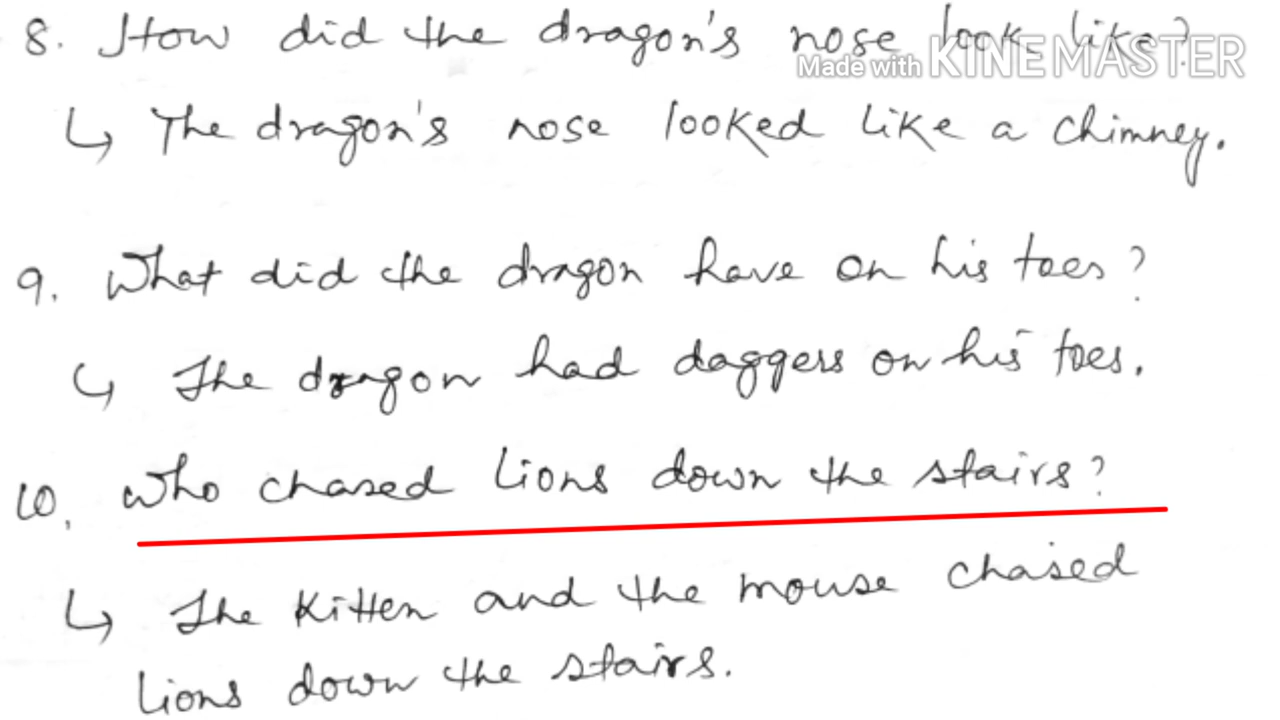 8. How did the dragon's nose look like?
Made with KINEMASTER
↳ The dragon's nose looked like a chimney.
9. What did the dragon have on his toes?
↳ The dragon had daggers on his toes.
10. Who chased Lions down the stairs?
↳ The Kitten and the mouse chased
lions down the stairs.